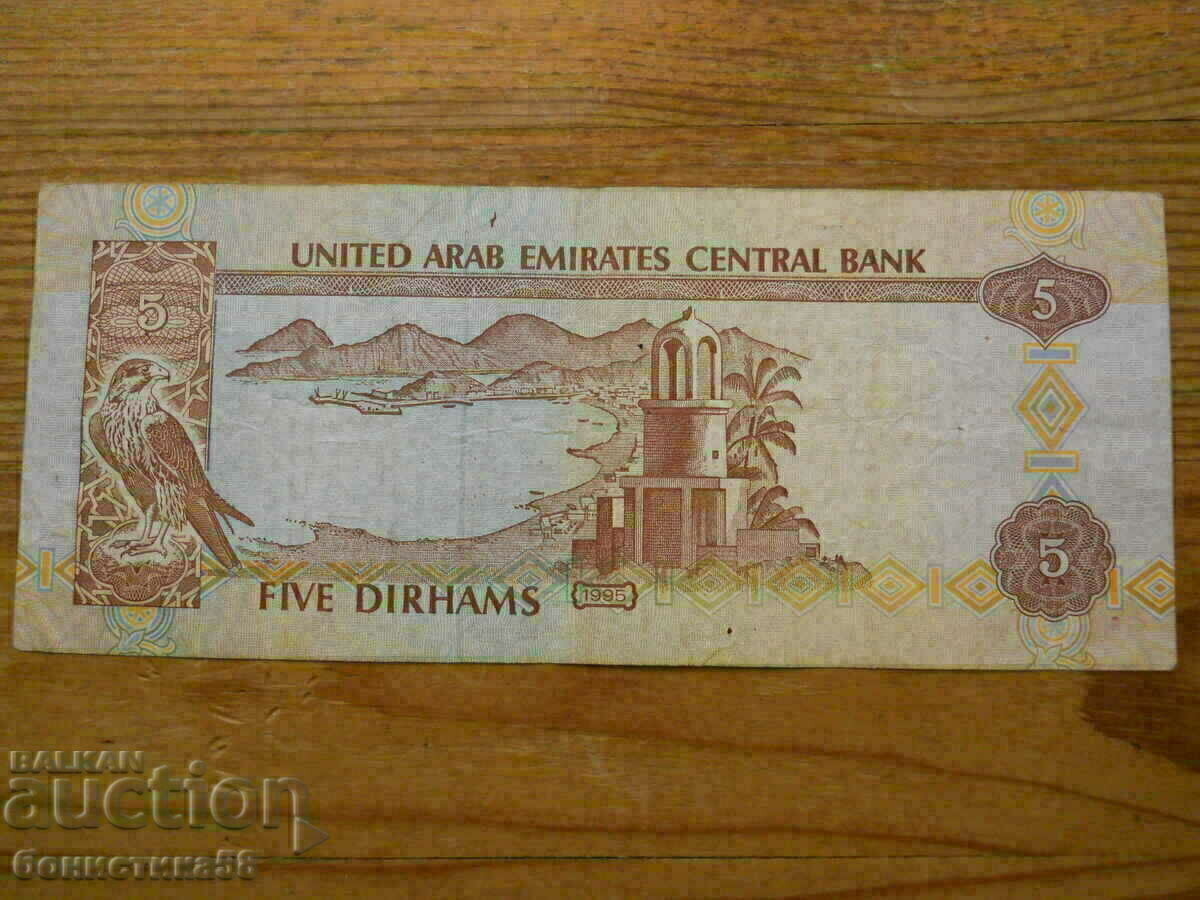 UNITED ARAB EMIRATES CENTRAL BANK
5
5
5
FIVE DIRHAMS
1995
BALKAN
auction
бонистика58